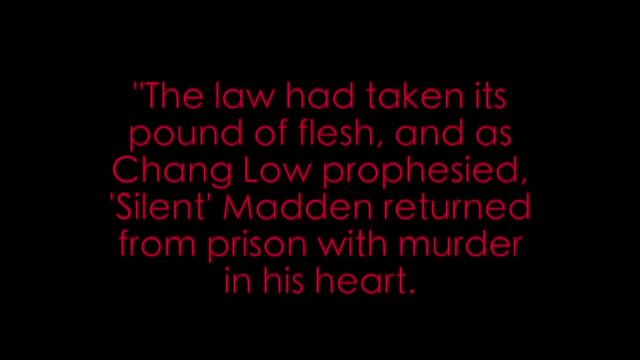 "The law had taken its
pound of flesh, and as
Chang Low prophesied,
'Silent' Madden returned
from prison with murder
in his heart.